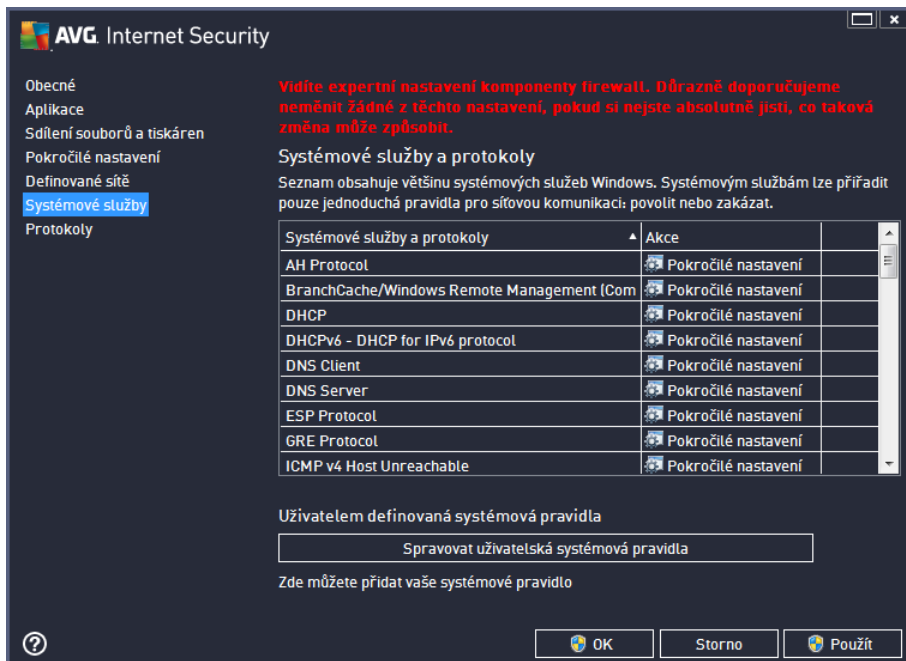 AVG. Internet Security
Obecné
Aplikace
Sdílení souborů a tiskáren
Pokročilé nastavení
Definované sítě
Systémové služby
Protokoly
Vidíte expertní nastavení komponenty firewall. Důrazně doporučujeme
neměnit žádné z těchto nastavení, pokud si nejste absolutně jisti, co taková
změna může způsobit.
Systémové služby a protokoly
Seznam obsahuje většinu systémových služeb Windows. Systémovým službám lze přiřadit
pouze jednoduchá pravidla pro síťovou komunikaci: povolit nebo zakázat.
Systémové služby a protokoly Akce
AH Protocol Pokročilé nastavení
BranchCache/Windows Remote Management (Com Pokročilé nastavení
DHCP Pokročilé nastavení
DHCPv6 - DHCP for IPv6 protocol Pokročilé nastavení
DNS Client Pokročilé nastavení
DNS Server Pokročilé nastavení
ESP Protocol Pokročilé nastavení
GRE Protocol Pokročilé nastavení
ICMP v4 Host Unreachable Pokročilé nastavení
Uživatelem definovaná systémová pravidla
Spravovat uživatelská systémová pravidla
Zde můžete přidat vaše systémové pravidlo
? OK Storno Použít